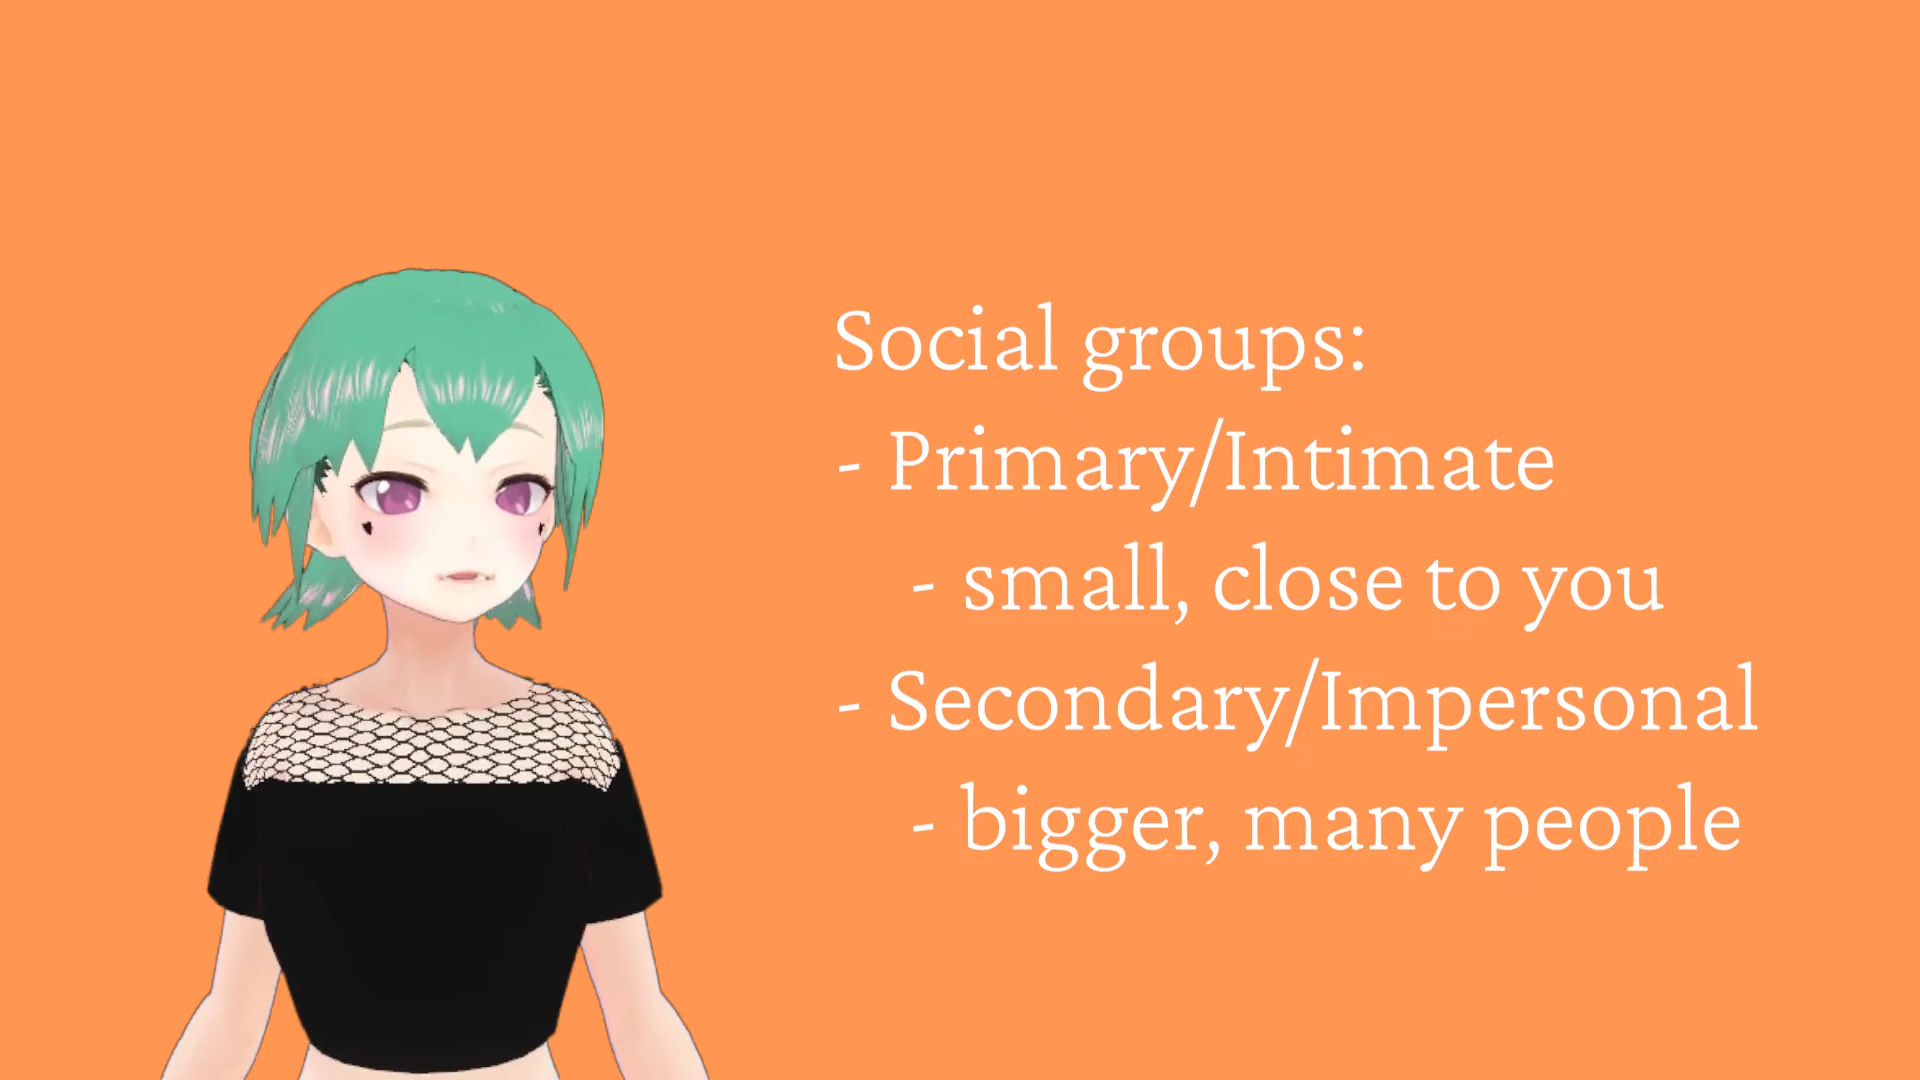 Social groups:
- Primary/Intimate
- small, close to you
- Secondary/Impersonal
- bigger, many people